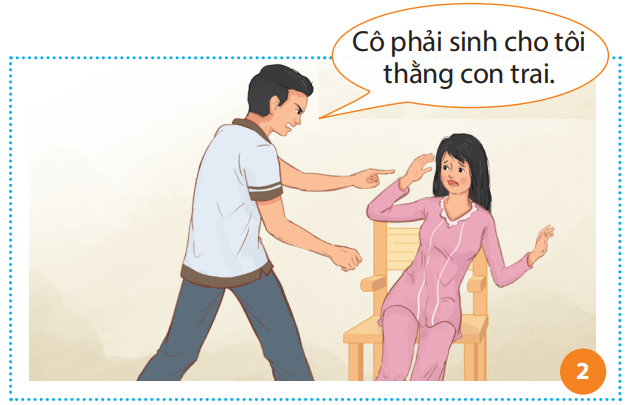 Cô phải sinh cho tôi
thằng con trai.
2